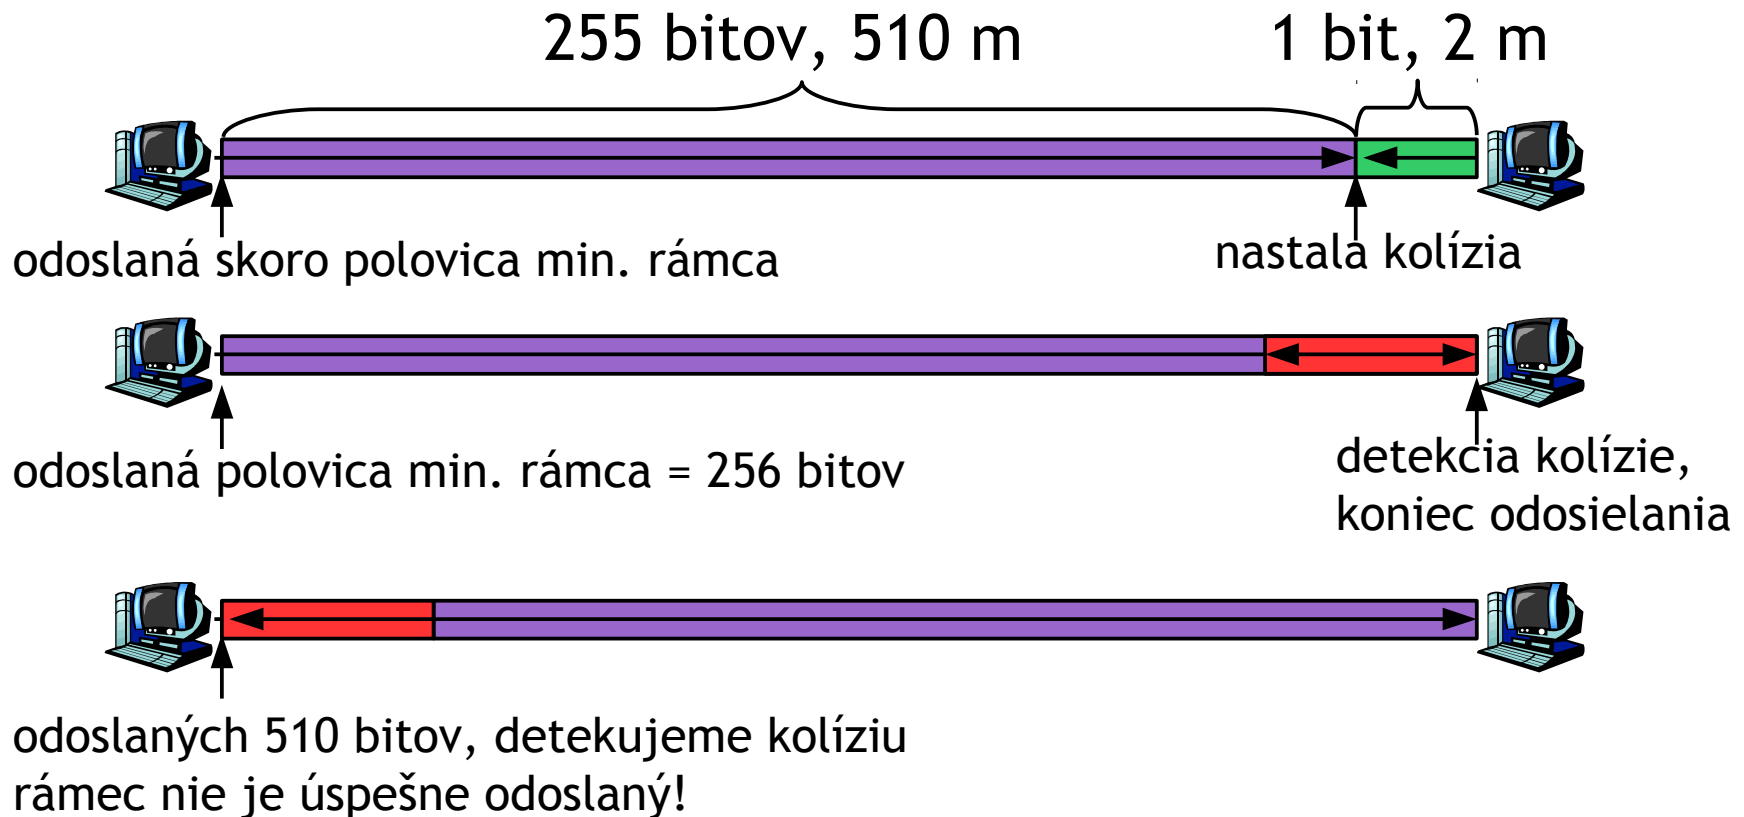 255 bitov, 510 m
1 bit, 2 m
odoslaná skoro polovica min. rámca
nastala kolízia
odoslaná polovica min. rámca = 256 bitov
detekcia kolízie,
koniec odosielania
odoslaných 510 bitov, detekujeme kolíziu
rámec nie je úspešne odoslaný!